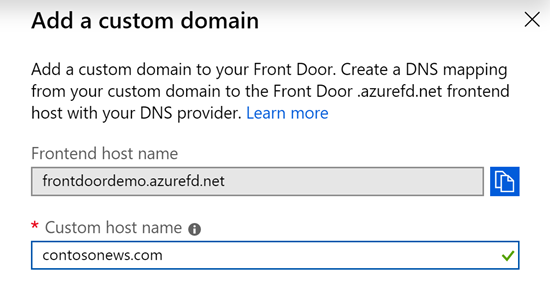 Add a custom domain
Add a custom domain to your Front Door. Create a DNS mapping
from your custom domain to the Front Door .azurefd.net frontend
host with your DNS provider. Learn more
Frontend host name
frontdoordemo.azurefd.net
* Custom host name
contosonews.com